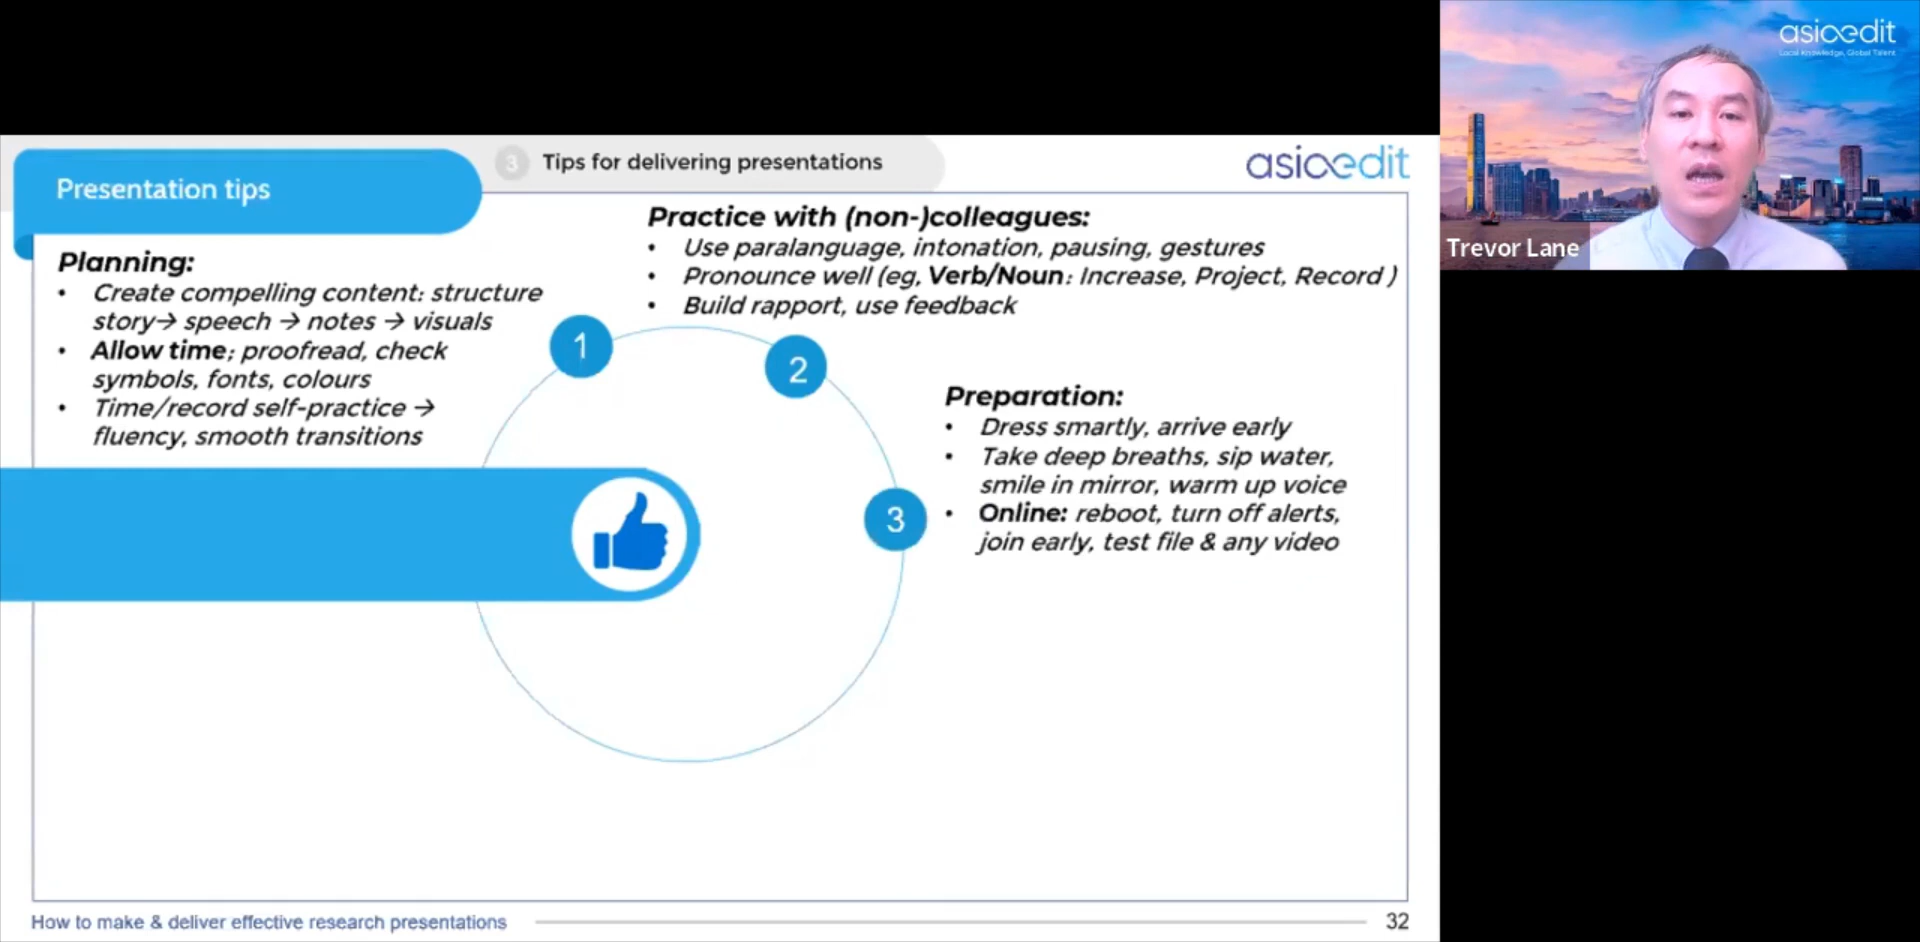 Presentation tips
3 Tips for delivering presentations
asiaedit
Planning:
• Create compelling content: structure
story→ speech → notes → visuals
• Allow time; proofread, check
symbols, fonts, colours
• Time/record self-practice →
fluency, smooth transitions
Practice with (non-)colleagues:
• Use paralanguage, intonation, pausing, gestures
• Pronounce well (eg, Verb/Noun: Increase, Project, Record )
• Build rapport, use feedback
1
2
3
Preparation:
• Dress smartly, arrive early
• Take deep breaths, sip water,
smile in mirror, warm up voice
• Online: reboot, turn off alerts,
join early, test file & any video
How to make & deliver effective research presentations
32
asiaedit
Local Knowledge, Global Talent
Trevor Lane